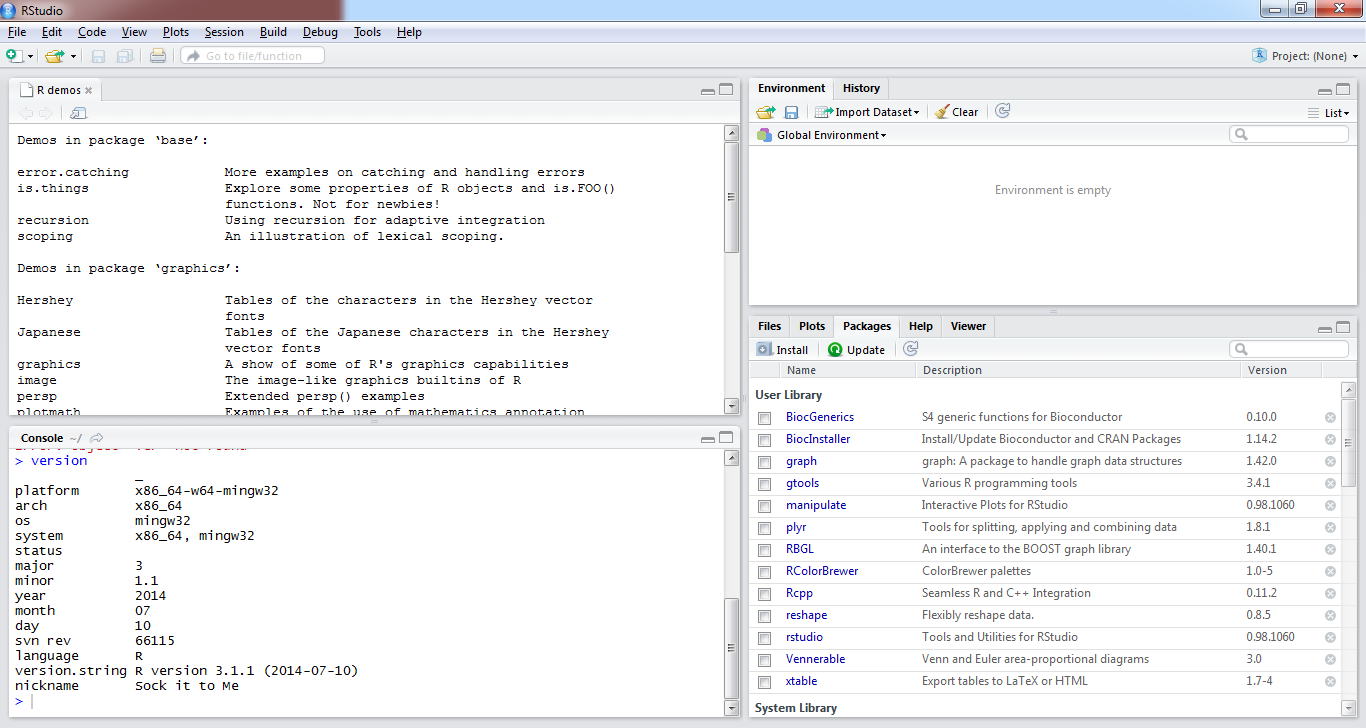 RStudio
File Edit Code View Plots Session Build Debug Tools Help
Go to file/function
Project: (None)
R demos
Demos in package ‘base’:
error.catching More examples on catching and handling errors
is.things Explore some properties of R objects and is.FOO()
functions. Not for newbies!
recursion Using recursion for adaptive integration
scoping An illustration of lexical scoping.
Demos in package ‘graphics’:
Hershey Tables of the characters in the Hershey vector
fonts
Japanese Tables of the Japanese characters in the Hershey
vector fonts
graphics A show of some of R's graphics capabilities
image The image-like graphics builtins of R
persp Extended persp() examples
plotmath Examples of the use of mathematics annotation
Console ~/
> version
_
platform x86_64-w64-mingw32
arch x86_64
os mingw32
system x86_64, mingw32
status
major 3
minor 1.1
year 2014
month 07
day 10
svn rev 66115
language R
version.string R version 3.1.1 (2014-07-10)
nickname Sock it to Me
>
Environment History
Import Dataset Clear
List
Global Environment
Environment is empty
Files Plots Packages Help Viewer
Install Update
Name Description Version
User Library
BiocGenerics S4 generic functions for Bioconductor 0.10.0
BiocInstaller Install/Update Bioconductor and CRAN Packages 1.14.2
graph graph: A package to handle graph data structures 1.42.0
gtools Various R programming tools 3.4.1
manipulate Interactive Plots for RStudio 0.98.1060
plyr Tools for splitting, applying and combining data 1.8.1
RBGL An interface to the BOOST graph library 1.40.1
RColorBrewer ColorBrewer palettes 1.0-5
Rcpp Seamless R and C++ Integration 0.11.2
reshape Flexibly reshape data. 0.8.5
rstudio Tools and Utilities for RStudio 0.98.1060
Vennerable Venn and Euler area-proportional diagrams 3.0
xtable Export tables to LaTeX or HTML 1.7-4
System Library